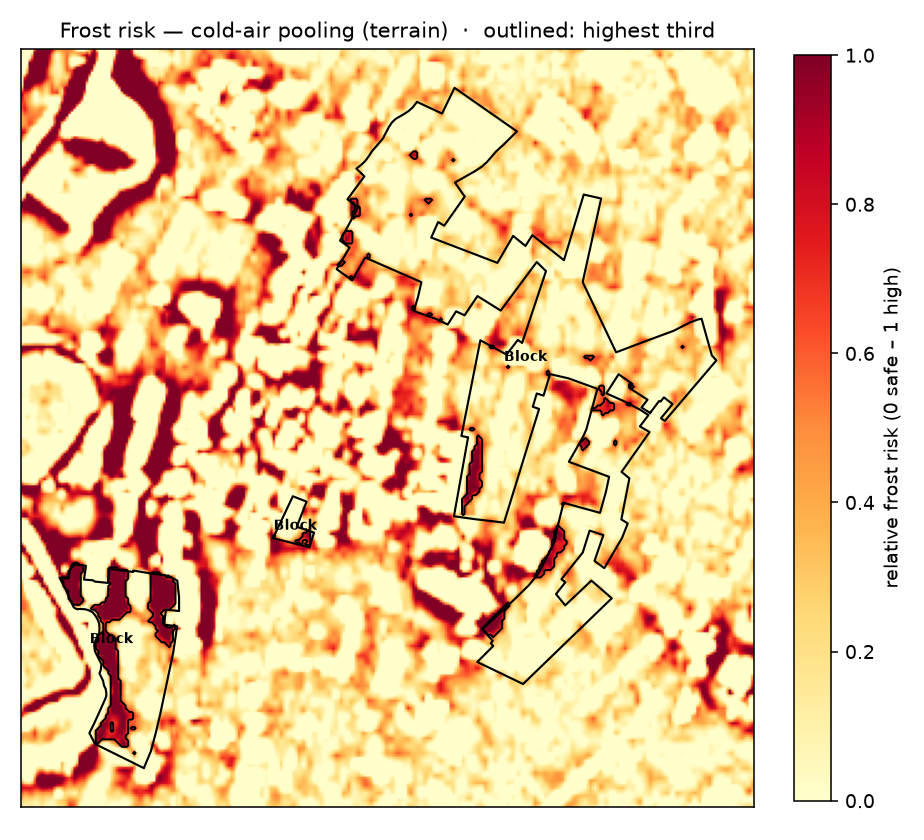 Frost risk — cold-air pooling (terrain)  ·  outlined: highest third
Block
Block
Block
1.0
0.8
0.6
0.4
0.2
0.0
relative frost risk (0 safe – 1 high)